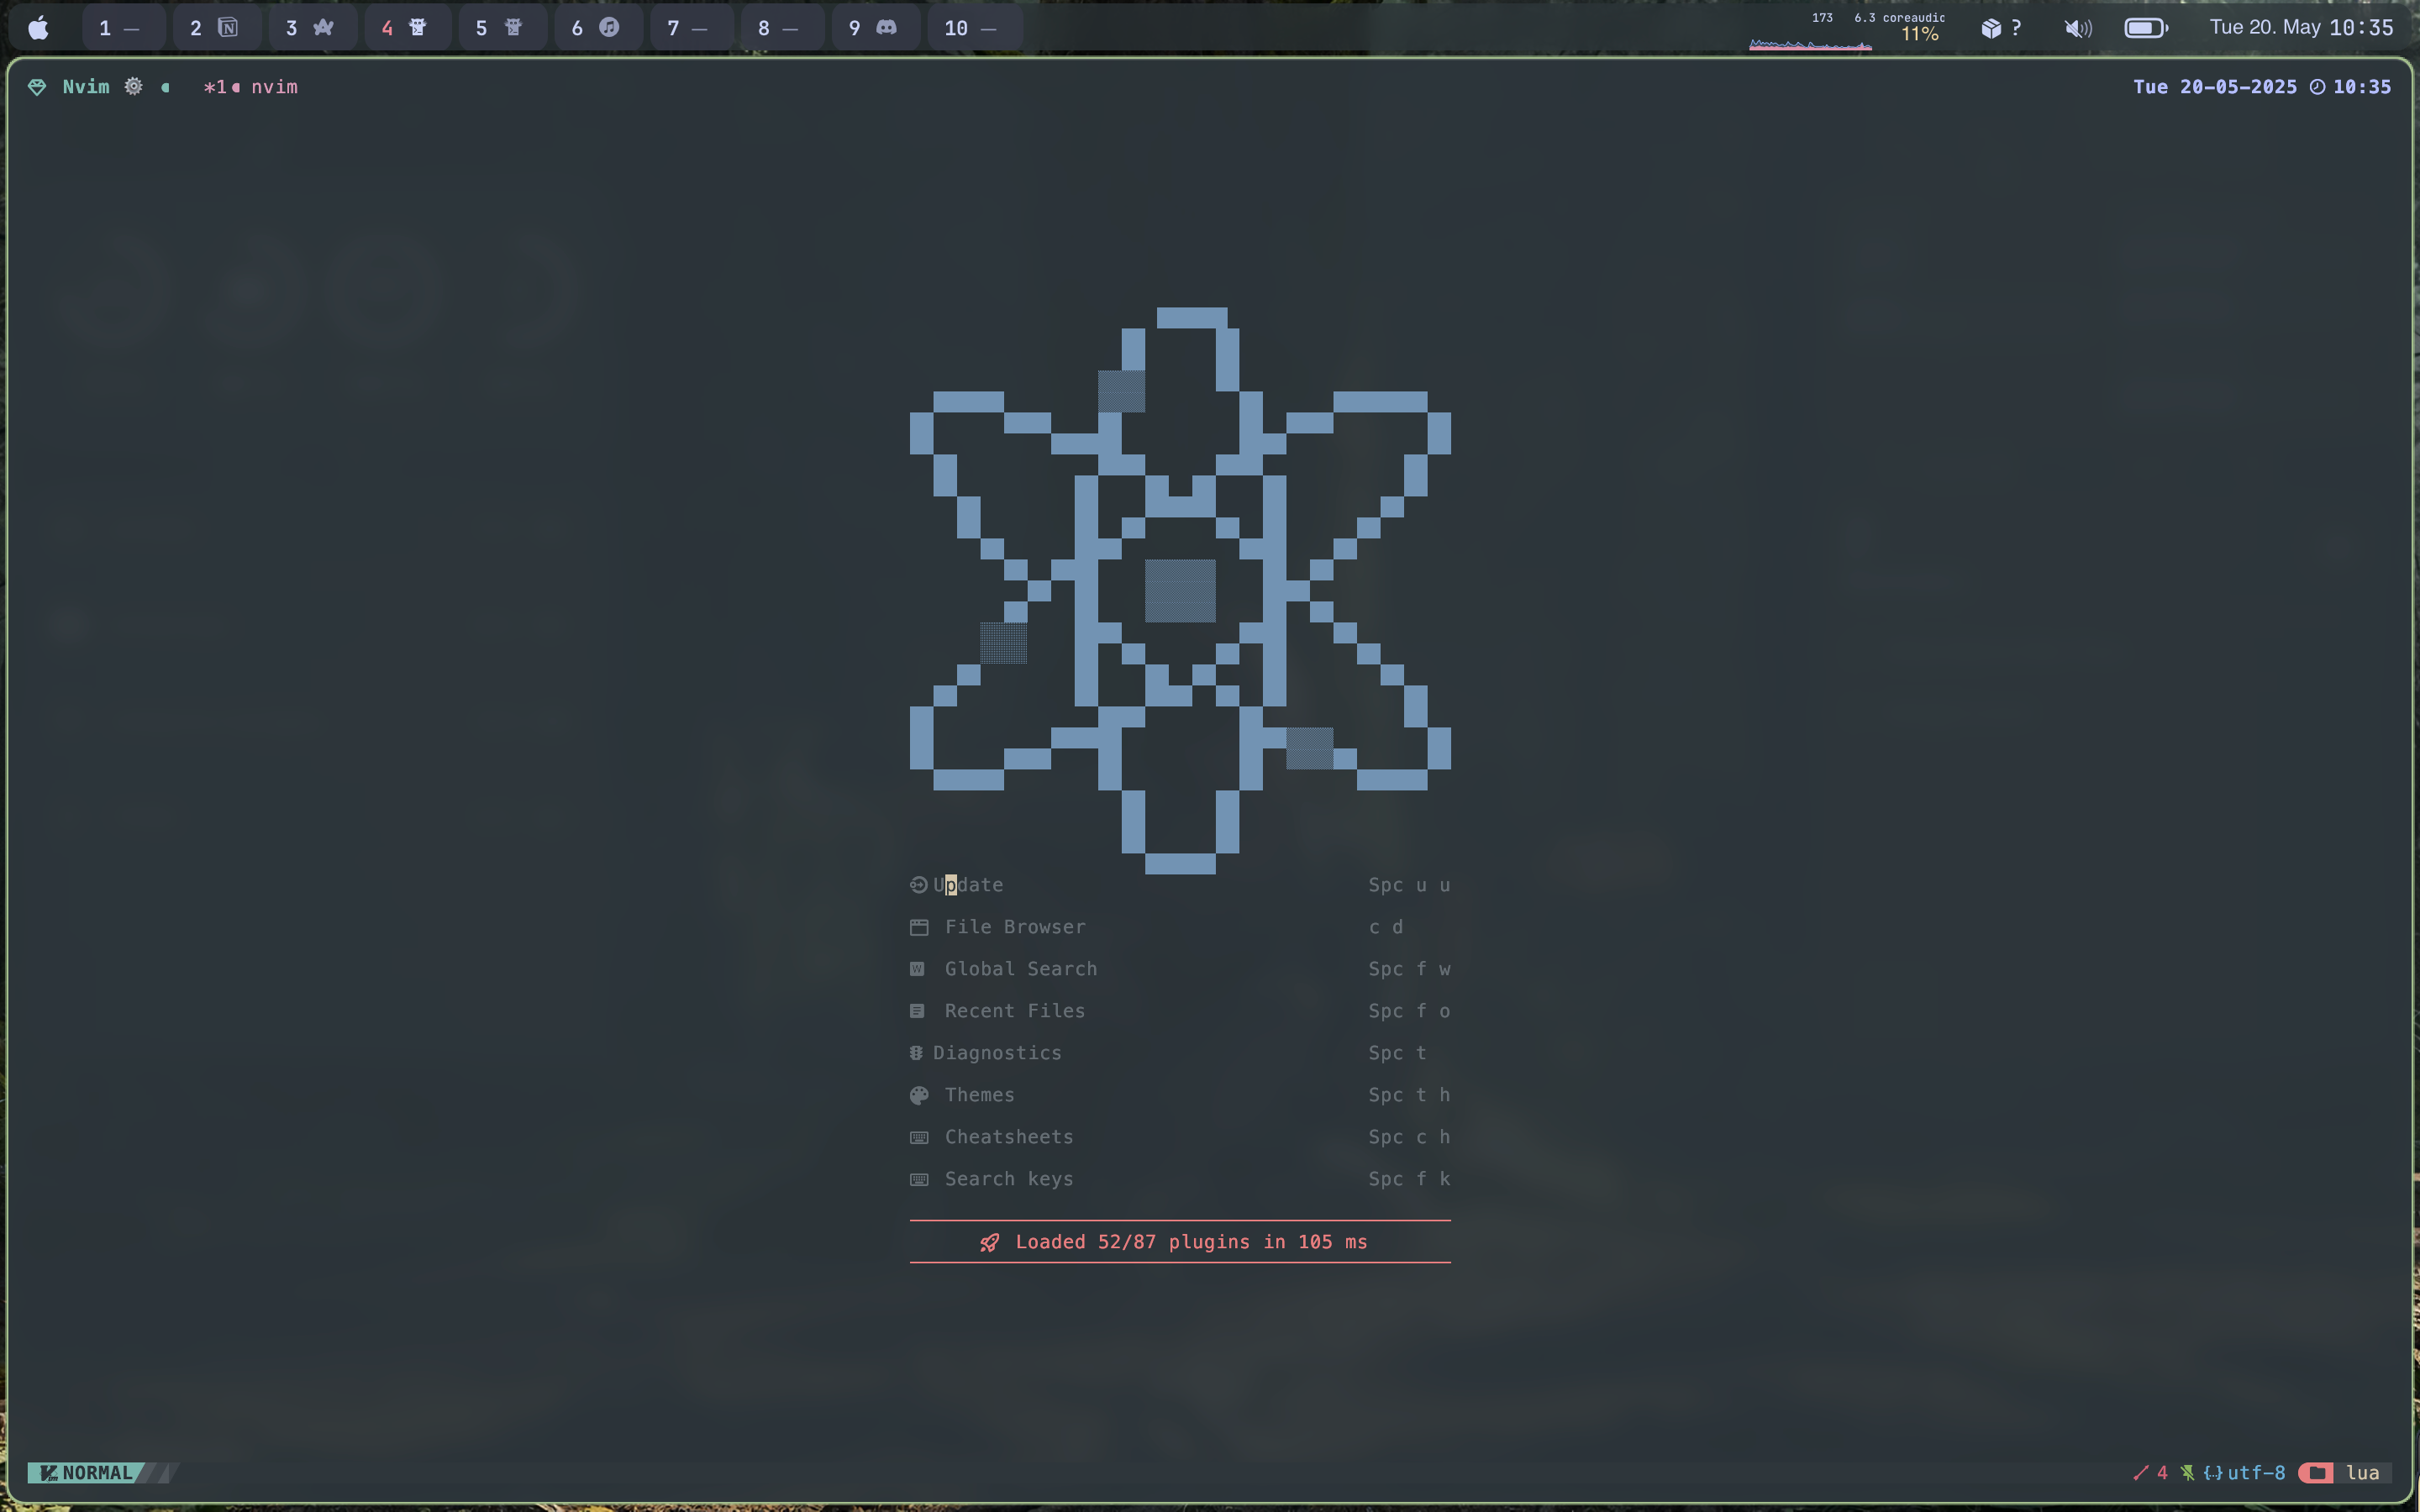 1 — 2 3 4 5 6 7 — 8 — 9 10 —
173 6.3 coreaudic
11%
?
Tue 20. May 10:35
Nvim *1 nvim
Tue 20-05-2025 10:35
Update Spc u u
File Browser c d
Global Search Spc f w
Recent Files Spc f o
Diagnostics Spc t
Themes Spc t h
Cheatsheets Spc c h
Search keys Spc f k
Loaded 52/87 plugins in 105 ms
NORMAL
4 {..} utf-8 lua